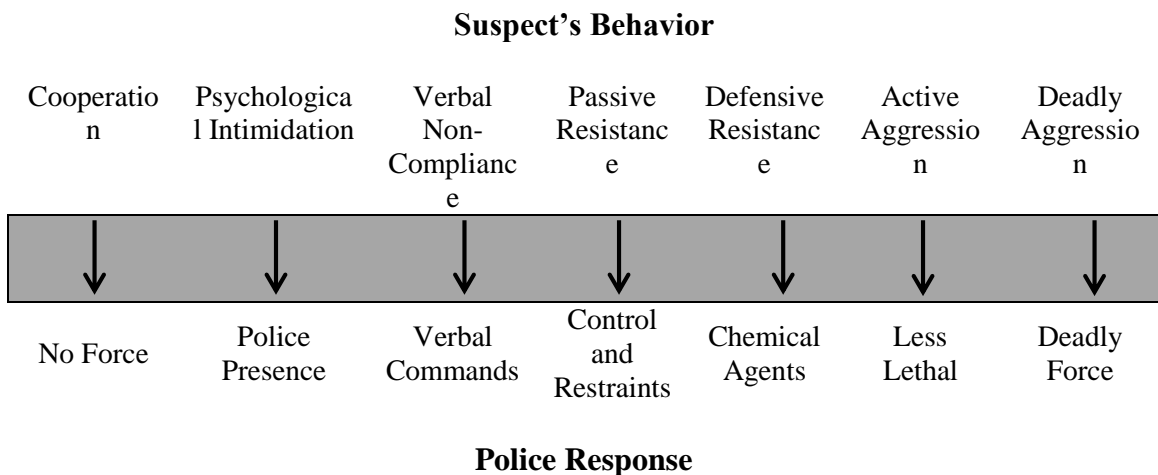 Suspect’s Behavior
Cooperatio
n
Psychologica
l Intimidation
Verbal
Non-
Complianc
e
Passive
Resistanc
e
Defensive
Resistanc
e
Active
Aggressio
n
Deadly
Aggressio
n
No Force
Police
Presence
Verbal
Commands
Control
and
Restraints
Chemical
Agents
Less
Lethal
Deadly
Force
Police Response